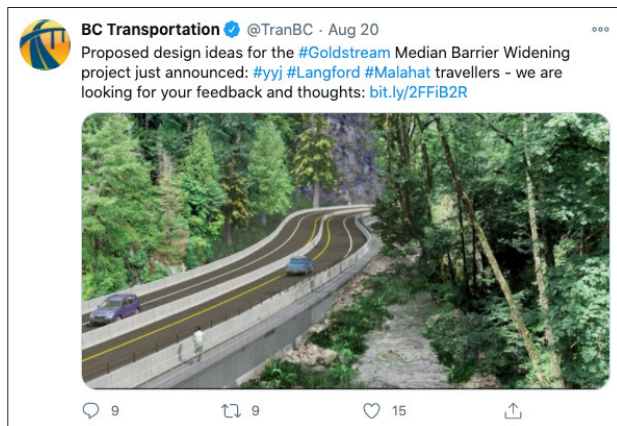 BC Transportation @TranBC · Aug 20
Proposed design ideas for the #Goldstream Median Barrier Widening
project just announced: #yyj #Langford #Malahat travellers - we are
looking for your feedback and thoughts: bit.ly/2FFiB2R
9 9 15